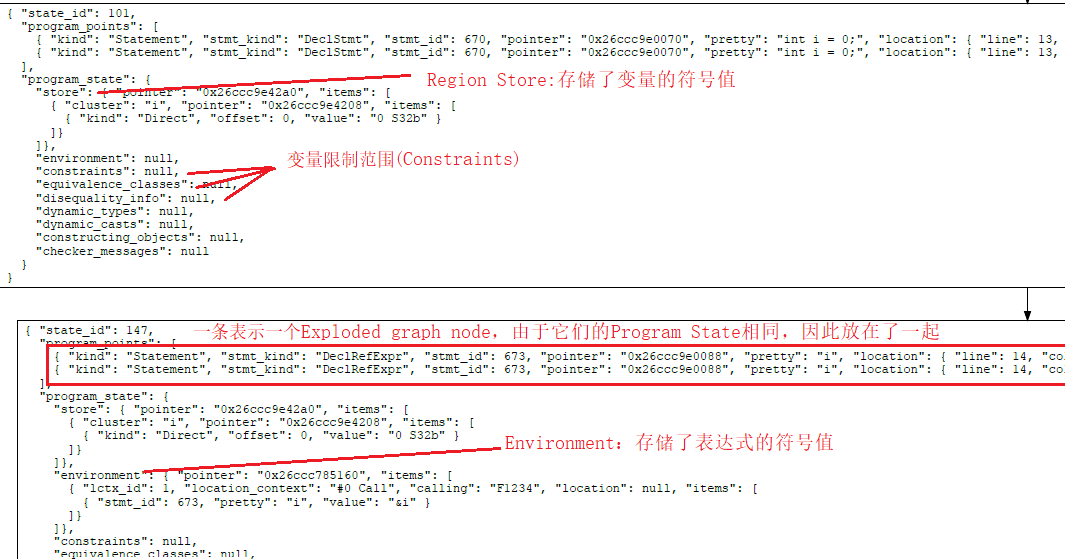 { "state_id": 101,
"program_points": [
{ "kind": "Statement", "stmt_kind": "DeclStmt", "stmt_id": 670, "pointer": "0x26ccc9e0070", "pretty": "int i = 0;", "location": { "line": 13,
{ "kind": "Statement", "stmt_kind": "DeclStmt", "stmt_id": 670, "pointer": "0x26ccc9e0070", "pretty": "int i = 0;", "location": { "line": 13,
],
"program_state": {
Region Store:存储了变量的符号值
"store": { "pointer": "0x26ccc9e42a0", "items": [
{ "cluster": "i", "pointer": "0x26ccc9e4208", "items": [
{ "kind": "Direct", "offset": 0, "value": "0 S32b" }
]}
]},
"environment": null,
变量限制范围(Constraints)
"constraints": null,
"equivalence_classes": null,
"disequality_info": null,
"dynamic_types": null,
"dynamic_casts": null,
"constructing_objects": null,
"checker_messages": null
}
}
{ "state_id": 147,
一条表示一个Exploded graph node，由于它们的Program State相同，因此放在了一起
"program_points": [
{ "kind": "Statement", "stmt_kind": "DeclRefExpr", "stmt_id": 673, "pointer": "0x26ccc9e0088", "pretty": "i", "location": { "line": 14, "co
{ "kind": "Statement", "stmt_kind": "DeclRefExpr", "stmt_id": 673, "pointer": "0x26ccc9e0088", "pretty": "i", "location": { "line": 14, "co
],
"program_state": {
"store": { "pointer": "0x26ccc9e42a0", "items": [
{ "cluster": "i", "pointer": "0x26ccc9e4208", "items": [
{ "kind": "Direct", "offset": 0, "value": "0 S32b" }
]}
Environment：存储了表达式的符号值
]},
"environment": { "pointer": "0x26ccc785160", "items": [
{ "lctx_id": 1, "location_context": "#0 Call", "calling": "F1234", "location": null, "items": [
{ "stmt_id": 673, "pretty": "i", "value": "&i" }
]}
]},
"constraints": null,
"equivalence_classes": null,